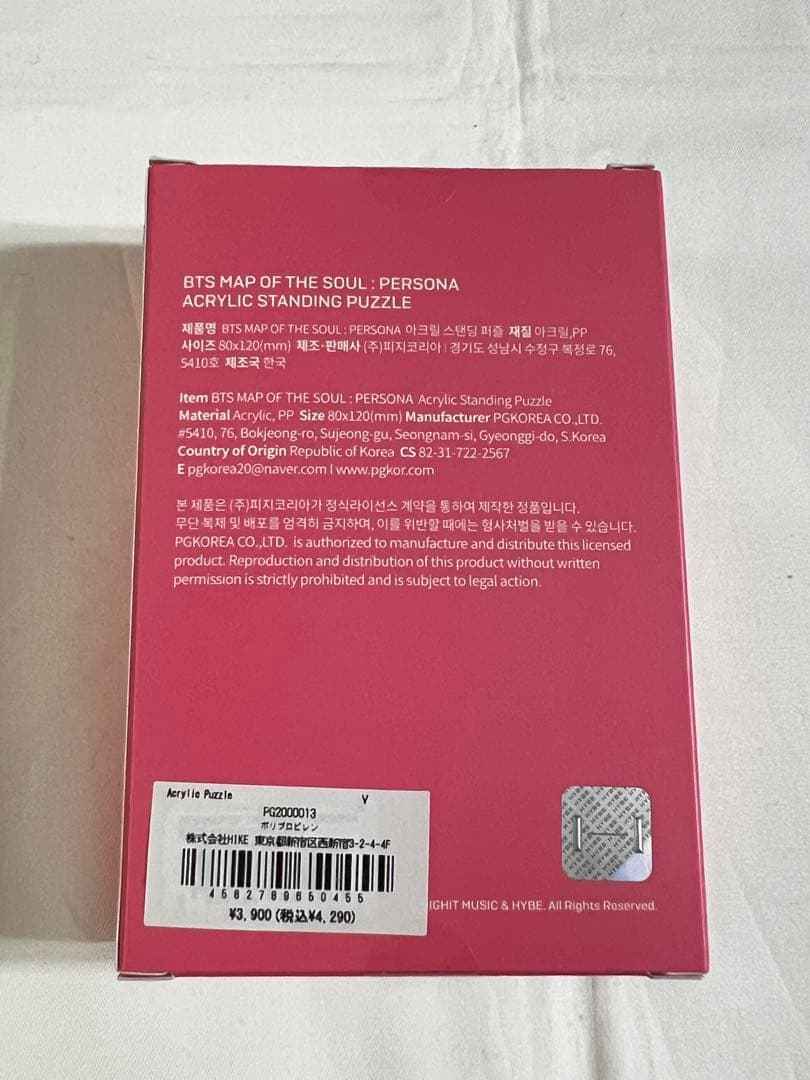 BTS MAP OF THE SOUL : PERSONA
ACRYLIC STANDING PUZZLE
제품명 BTS MAP OF THE SOUL : PERSONA 아크릴 스탠딩 퍼즐 재질 아크릴,PP
사이즈 80x120(mm) 제조·판매사 (주)피지코리아 | 경기도 성남시 수정구 복정로 76,
5410호 제조국 한국
Item BTS MAP OF THE SOUL : PERSONA Acrylic Standing Puzzle
Material Acrylic, PP Size 80x120(mm) Manufacturer PGKOREA CO.,LTD.
#5410, 76, Bokjeong-ro, Sujeong-gu, Seongnam-si, Gyeonggi-do, S.Korea
Country of Origin Republic of Korea CS 82-31-722-2567
E pgkorea20@naver.com | www.pgkor.com
본 제품은 (주)피지코리아가 정식라이선스 계약을 통하여 제작한 정품입니다.
무단 복제 및 배포를 엄격히 금지하며, 이를 위반할 때에는 형사처벌을 받을 수 있습니다.
PGKOREA CO.,LTD. is authorized to manufacture and distribute this licensed
product. Reproduction and distribution of this product without written
permission is strictly prohibited and is subject to legal action.
Acrylic Puzzle V
PG2000013
ポリプロピレン
株式会社HIKE 東京都新宿区西新宿3-2-4-4F
4582789650455
¥3,900(税込¥4,290)
IGHIT MUSIC & HYBE. All Rights Reserved.